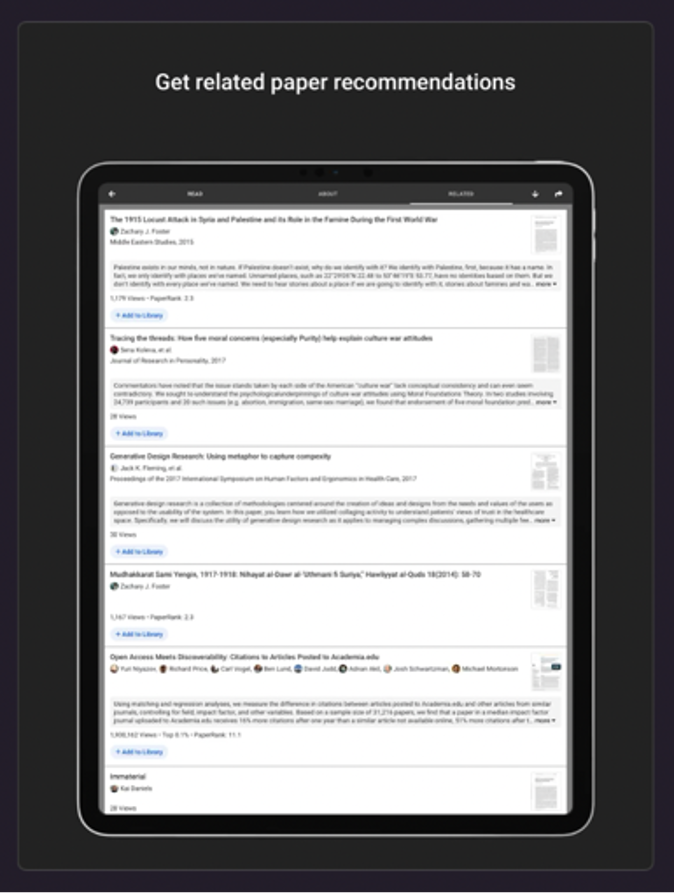 Get related paper recommendations
READ ABOUT RELATED
The 1915 Locust Attack in Syria and Palestine and its Role in the Famine During the First World War
Zachary J. Foster
Middle Eastern Studies, 2015
Palestine exists in our minds, not in nature. If Palestine doesn't exist, why do we identify with it? We identify with Palestine, first, because it has a name. In
fact, we only identify with places we've named. Unnamed places, such as have no identities based on them. But we
don't identify with every place we've named. We need to hear stories about a place if we are going to identify with it, stories about famines and wa... more
1,179 Views • PaperRank: 2.3
+ Add to Library
Tracing the threads: How five moral concerns (especially Purity) help explain culture war attitudes
Sena Koleva, et al.
Journal of Research in Personality, 2017
Commentators have noted that the issue stands taken by each side of the American "culture war" lack conceptual consistency and can even seem
contradictory. We sought to understand the psychologicalunderpinnings of culture war attitudes using Moral Foundations Theory. In two studies involving
24,739 participants and 20 such issues (e.g. abortion, immigration, same-sex marriage), we found that endorsement of five moral foundation pred... more
28 Views
+ Add to Library
Generative Design Research: Using metaphor to capture compexity
Jack K. Fleming, et al.
Proceedings of the 2017 International Symposium on Human Factors and Ergonomics in Health Care, 2017
Generative design research is a collection of methodologies centered around the creation of ideas and designs from the needs and values of the users as
opposed to the usability of the system. In this paper, you learn how we utilized collaging activity to understand patients' views of trust in the healthcare
space. Specifically, we will discuss the utility of generative design research as it applies to managing complex discussions, gathering multiple fee... more
30 Views
+ Add to Library
Mudhakkarat Sami Yengin, 1917-1918: Nihayat al-Dawr al-'Uthmani fi Suriya," Hawliyyat al-Quds 18(2014): 58-70
Zachary J. Foster
1,167 Views • PaperRank: 2.3
+ Add to Library
Open Access Meets Discoverability: Citations to Articles Posted to Academia.edu
Yuri Niyazov, Richard Price, Carl Vogel, Ben Lund, David Judd, Adnan Akil, Josh Schwartzman, Michael Mortonson
Using matching and regression analyses, we measure the difference in citations between articles posted to Academia.edu and other articles from similar
journals, controlling for field, impact factor, and other variables. Based on a sample size of 31,216 papers, we find that a paper in a median impact factor
journal uploaded to Academia.edu receives 16% more citations after one year than a similar article not available online, 51% more citations after t... more
Views • Top 0.1% • PaperRank: 11.1
+ Add to Library
Immaterial
Kai Daniels
28 Views